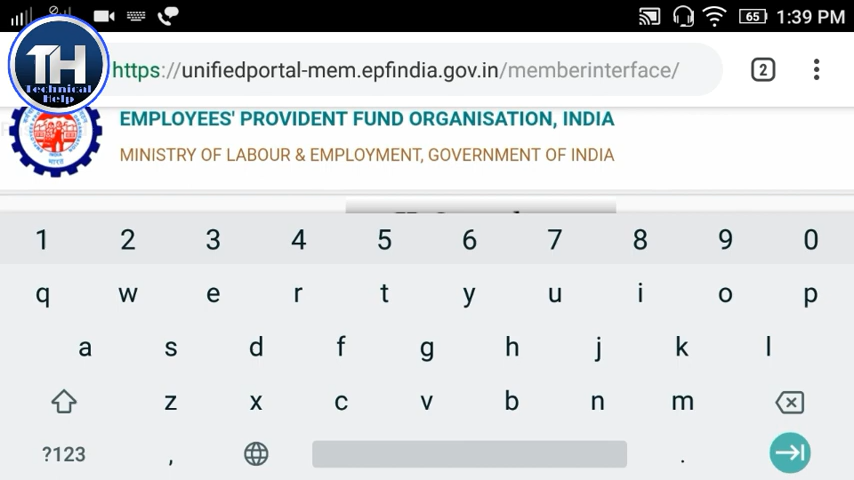 65 1:39 PM
TH
Technical
Help
https://unifiedportal-mem.epfindia.gov.in/memberinterface/
2
EMPLOYEES' PROVIDENT FUND ORGANISATION, INDIA
MINISTRY OF LABOUR & EMPLOYMENT, GOVERNMENT OF INDIA
1 2 3 4 5 6 7 8 9 0
q w e r t y u i o p
a s d f g h j k l
z x c v b n m
?123 , .